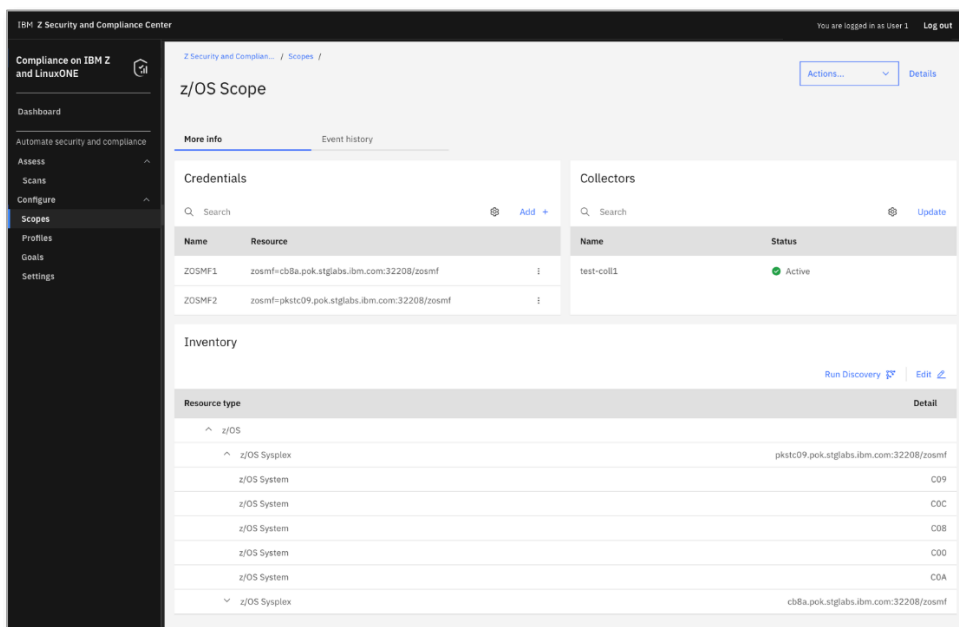 IBM Z Security and Compliance Center
You are logged in as User 1 Log out
Compliance on IBM Z
and LinuxONE
Dashboard
Automate security and compliance
Assess
Scans
Configure
Scopes
Profiles
Goals
Settings
Z Security and Complian... / Scopes /
z/OS Scope
Actions... Details
More info Event history
Credentials
Search Add +
Name Resource
ZOSMF1 zosmf=cb8a.pok.stglabs.ibm.com:32208/zosmf
ZOSMF2 zosmf=pkstc09.pok.stglabs.ibm.com:32208/zosmf
Collectors
Search Update
Name Status
test-coll1 Active
Inventory
Run Discovery Edit
Resource type Detail
z/OS
z/OS Sysplex pkstc09.pok.stglabs.ibm.com:32208/zosmf
z/OS System C09
z/OS System C0C
z/OS System C08
z/OS System C00
z/OS System C0A
z/OS Sysplex cb8a.pok.stglabs.ibm.com:32208/zosmf